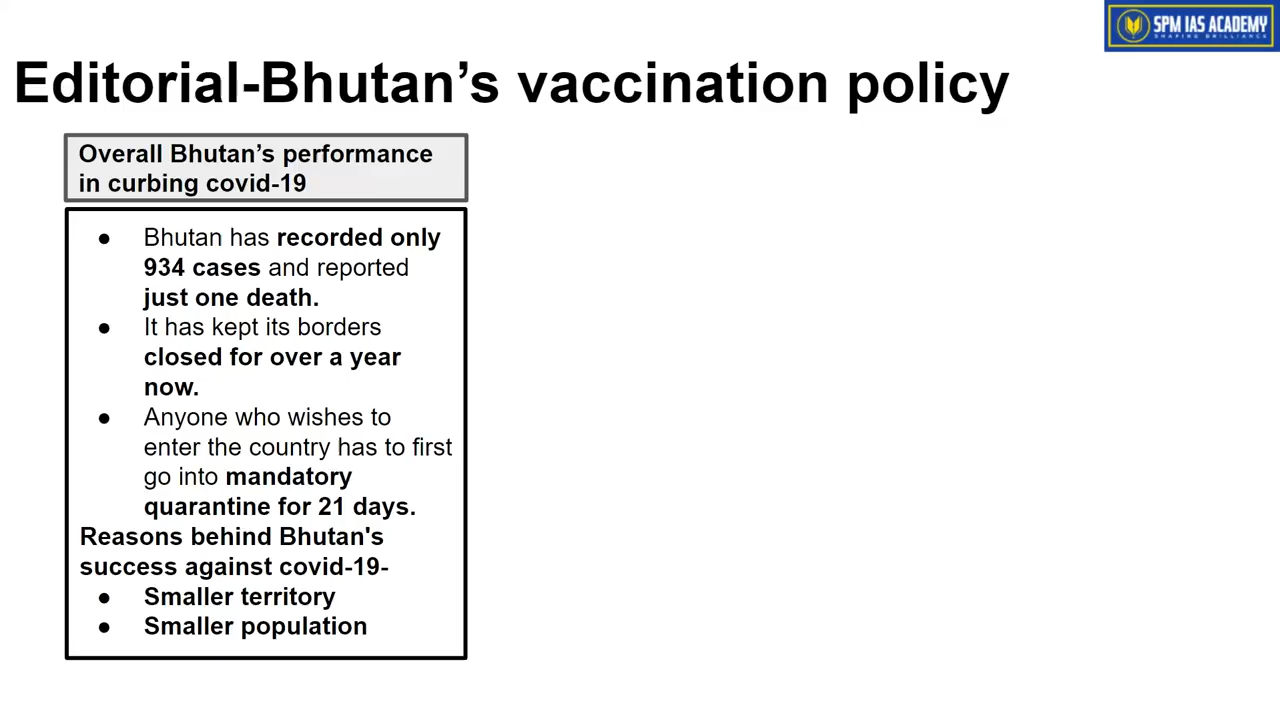 SPM IAS ACADEMY
SHAPING BRILLIANCE
Editorial-Bhutan’s vaccination policy
Overall Bhutan’s performance
in curbing covid-19
● Bhutan has recorded only
934 cases and reported
just one death.
● It has kept its borders
closed for over a year
now.
● Anyone who wishes to
enter the country has to first
go into mandatory
quarantine for 21 days.
Reasons behind Bhutan's
success against covid-19-
● Smaller territory
● Smaller population